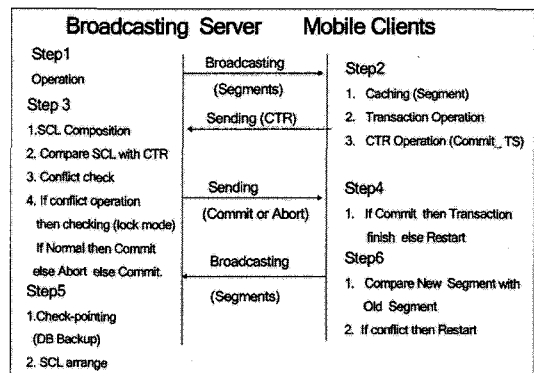 Broadcasting Server Mobile Clients
Step1
Operation
Step 3
1.SCL Composition
2. Compare SCL with CTR
3. Conflict check
4. If conflict operation
then checking (lock mode)
If Normal then Commit
else Abort else Commit.
Step5
1.Check-pointing
(DB Backup)
2. SCL arrange
Broadcasting
(Segments)
Sending (CTR)
Sending
(Commit or Abort)
Broadcasting
(Segments)
Step2
1. Caching (Segment)
2. Transaction Operation
3. CTR Operation (Commit_TS)
Step4
1. If Commit then Transaction
finish else Restart
Step6
1. Compare New Segment with
Old Segment
2. If conflict then Restart